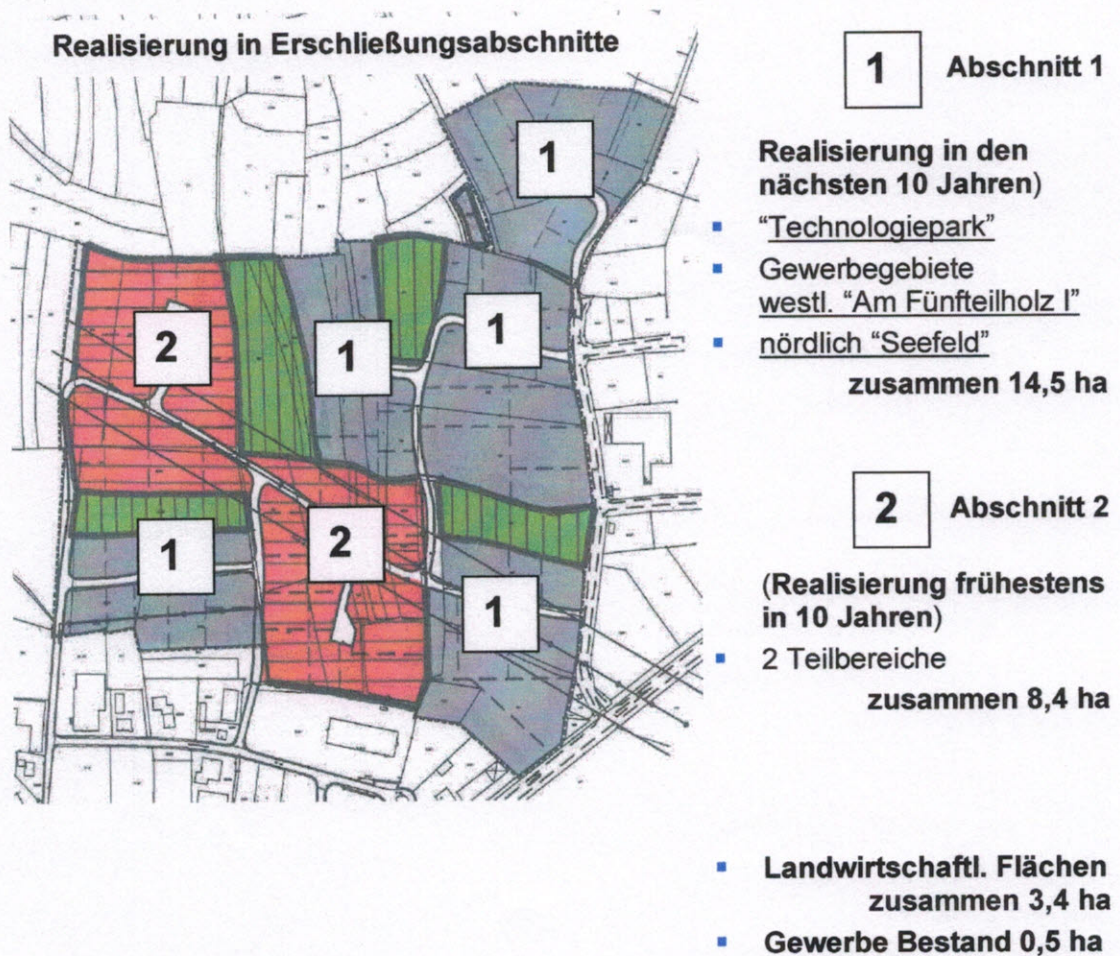 Realisierung in Erschließungsabschnitte
1 Abschnitt 1
Realisierung in den
nächsten 10 Jahren)
"Technologiepark"
Gewerbegebiete
westl. "Am Fünfteilholz I"
nördlich "Seefeld"
zusammen 14,5 ha
2 Abschnitt 2
(Realisierung frühestens
in 10 Jahren)
2 Teilbereiche
zusammen 8,4 ha
Landwirtschaftl. Flächen
zusammen 3,4 ha
Gewerbe Bestand 0,5 ha
1
2
1
1
1
2
1